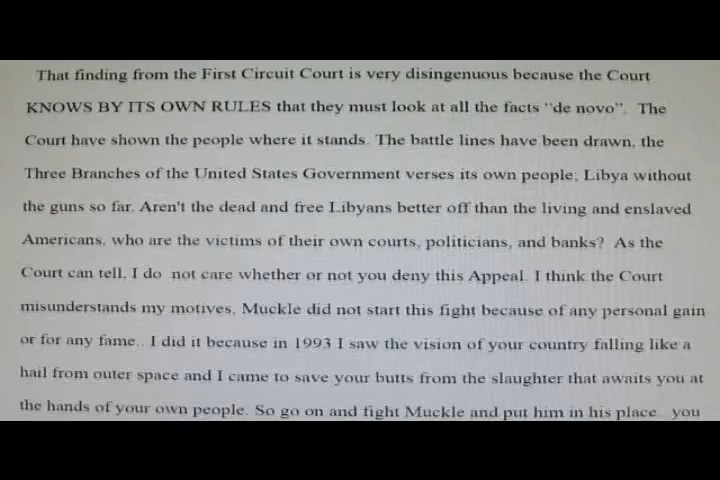 That finding from the First Circuit Court is very disingenuous because the Court
KNOWS BY ITS OWN RULES that they must look at all the facts "de novo". The
Court have shown the people where it stands. The battle lines have been drawn, the
Three Branches of the United States Government verses its own people; Libya without
the guns so far. Aren't the dead and free Libyans better off than the living and enslaved
Americans, who are the victims of their own courts, politicians, and banks? As the
Court can tell, I do not care whether or not you deny this Appeal. I think the Court
misunderstands my motives, Muckle did not start this fight because of any personal gain
or for any fame.. I did it because in 1993 I saw the vision of your country falling like a
hail from outer space and I came to save your butts from the slaughter that awaits you at
the hands of your own people. So go on and fight Muckle and put him in his place.. you